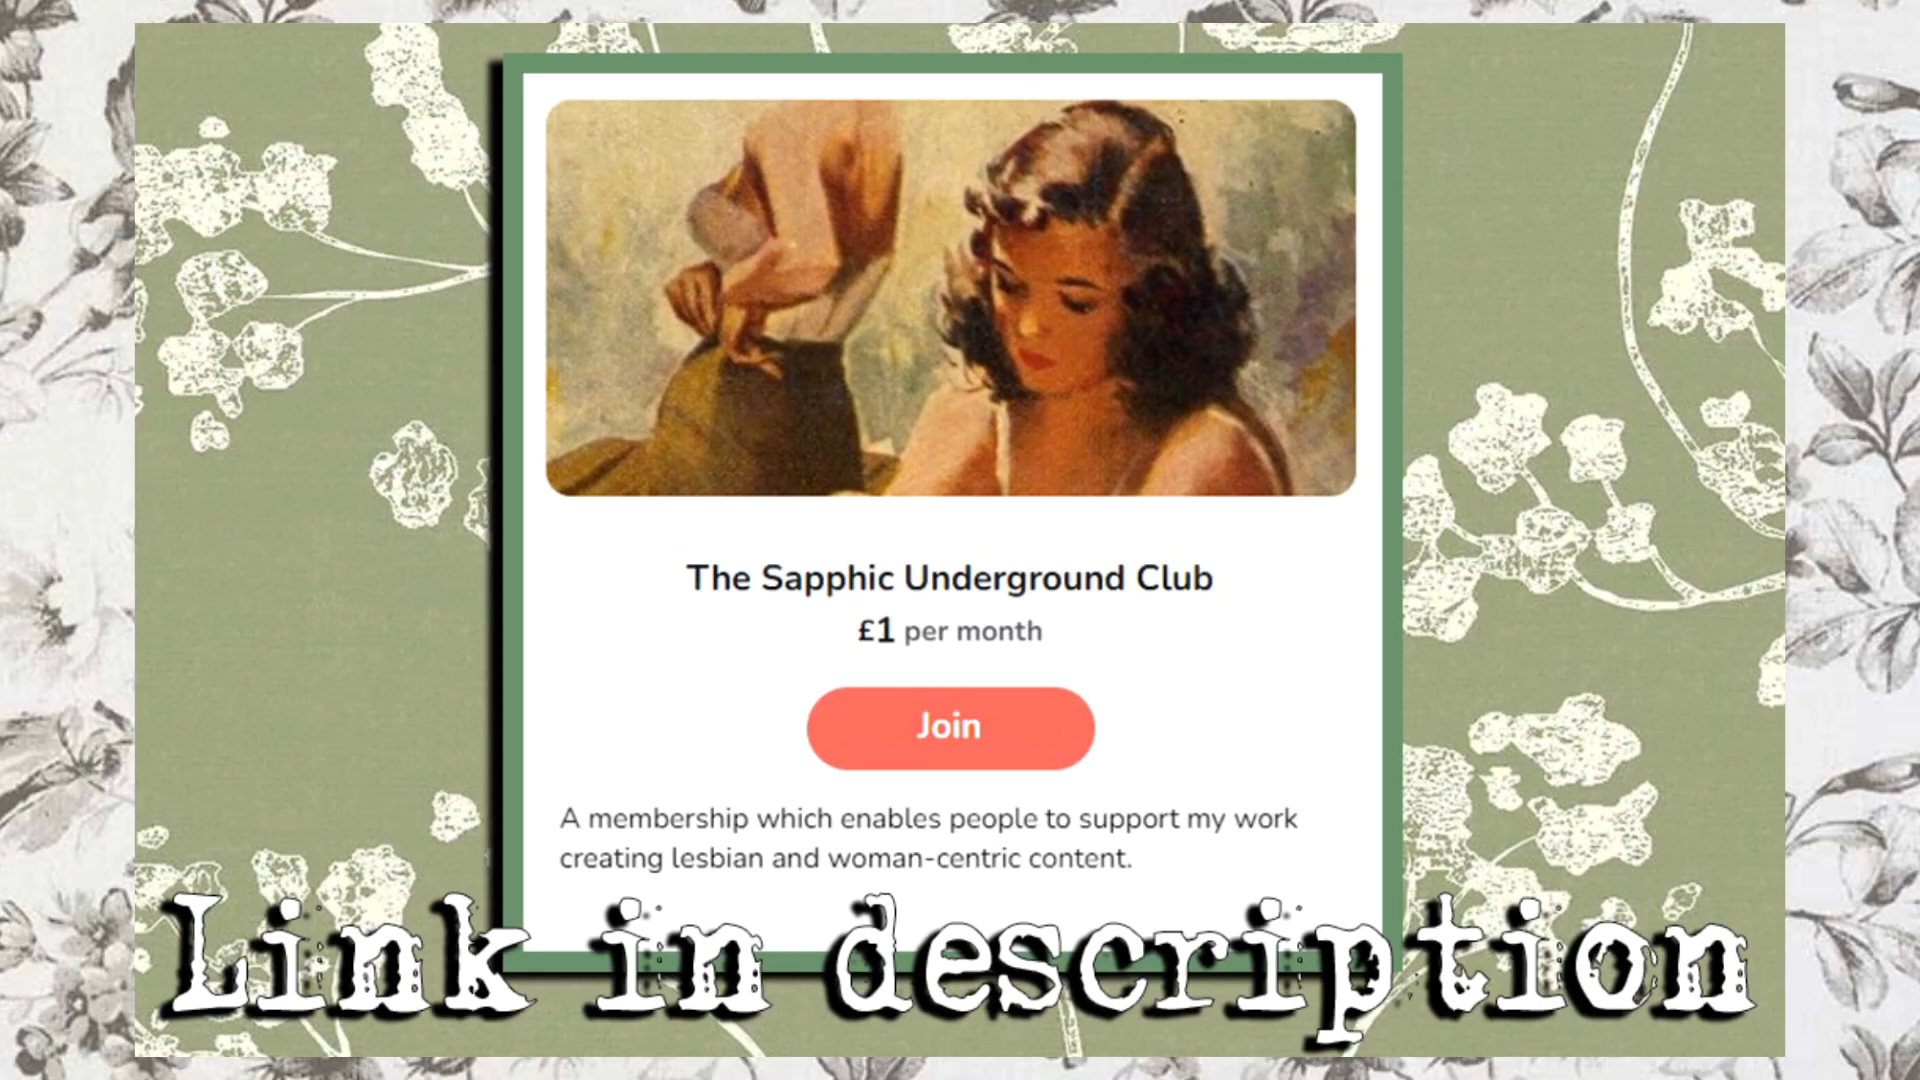 The Sapphic Underground Club
£1 per month
Join
A membership which enables people to support my work
creating lesbian and woman-centric content.
Link in description